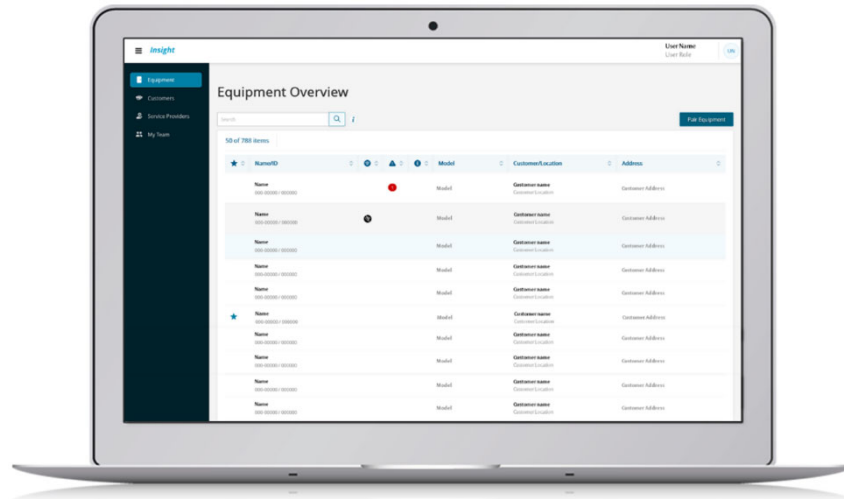 insight
User Name
User Role
UN
Equipment
Customers
Service Providers
My Team
Equipment Overview
Search
i
Pair Equipment
50 of 788 items
Name/ID Model Customer/Location Address
Name Model Customer name Customer Address
Customer Location
Name Model Customer name Customer Address
Customer Location
Name Model Customer name Customer Address
Customer Location
Name Model Customer name Customer Address
Customer Location
Name Model Customer name Customer Address
Customer Location
Name Model Customer name Customer Address
Customer Location
Name Model Customer name Customer Address
Customer Location
Name Model Customer name Customer Address
Customer Location
Name Model Customer name Customer Address
Customer Location
Name Model Customer name Customer Address
Customer Location